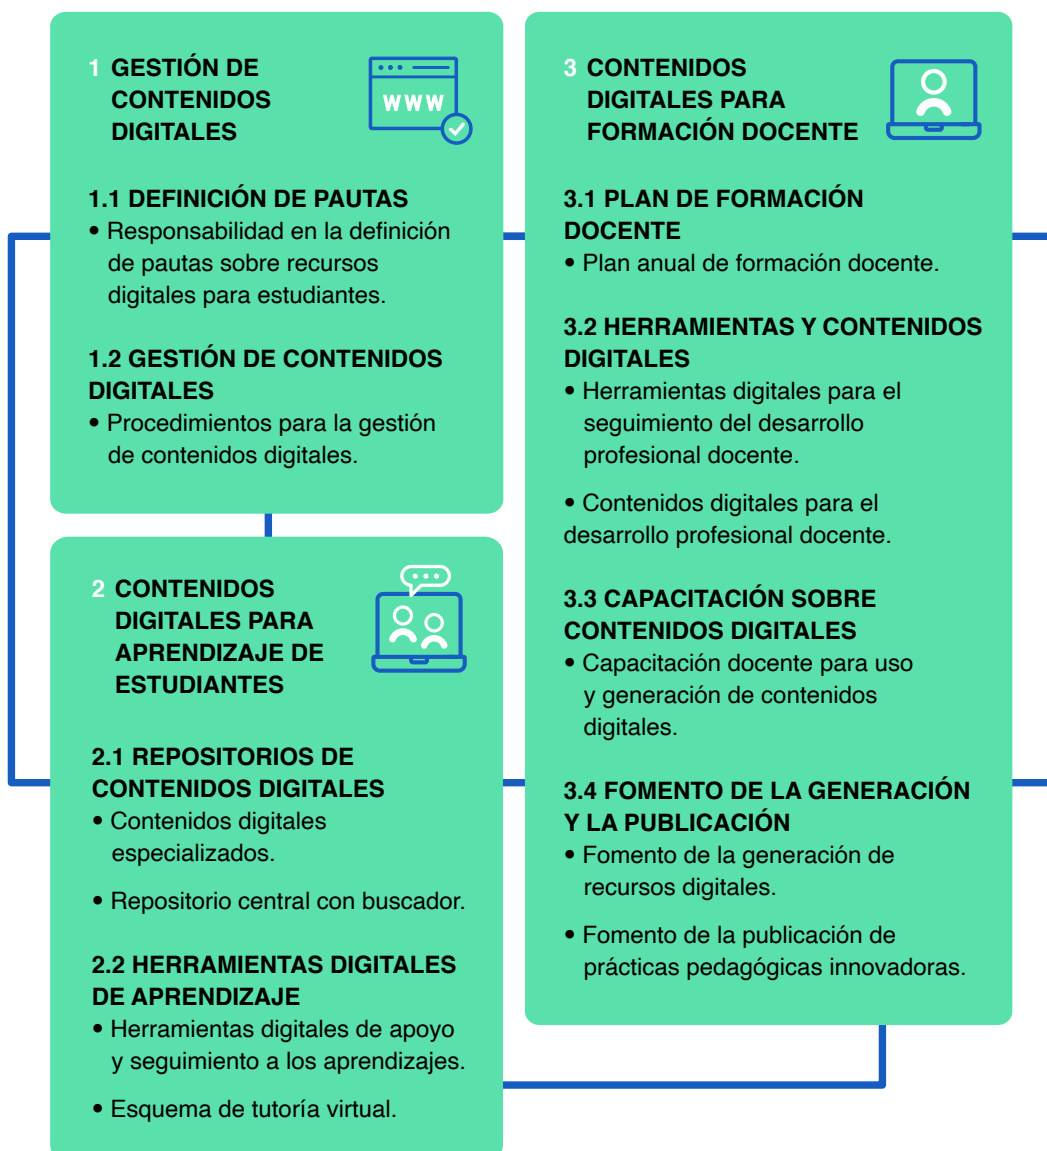 1 GESTIÓN DE
CONTENIDOS
DIGITALES
WWW
1.1 DEFINICIÓN DE PAUTAS
• Responsabilidad en la definición
de pautas sobre recursos
digitales para estudiantes.
1.2 GESTIÓN DE CONTENIDOS
DIGITALES
• Procedimientos para la gestión
de contenidos digitales.
2 CONTENIDOS
DIGITALES PARA
APRENDIZAJE DE
ESTUDIANTES
2.1 REPOSITORIOS DE
CONTENIDOS DIGITALES
• Contenidos digitales
especializados.
• Repositorio central con buscador.
2.2 HERRAMIENTAS DIGITALES
DE APRENDIZAJE
• Herramientas digitales de apoyo
y seguimiento a los aprendizajes.
• Esquema de tutoría virtual.
3 CONTENIDOS
DIGITALES PARA
FORMACIÓN DOCENTE
3.1 PLAN DE FORMACIÓN
DOCENTE
• Plan anual de formación docente.
3.2 HERRAMIENTAS Y CONTENIDOS
DIGITALES
• Herramientas digitales para el
seguimiento del desarrollo
profesional docente.
• Contenidos digitales para el
desarrollo profesional docente.
3.3 CAPACITACIÓN SOBRE
CONTENIDOS DIGITALES
• Capacitación docente para uso
y generación de contenidos
digitales.
3.4 FOMENTO DE LA GENERACIÓN
Y LA PUBLICACIÓN
• Fomento de la generación de
recursos digitales.
• Fomento de la publicación de
prácticas pedagógicas innovadoras.